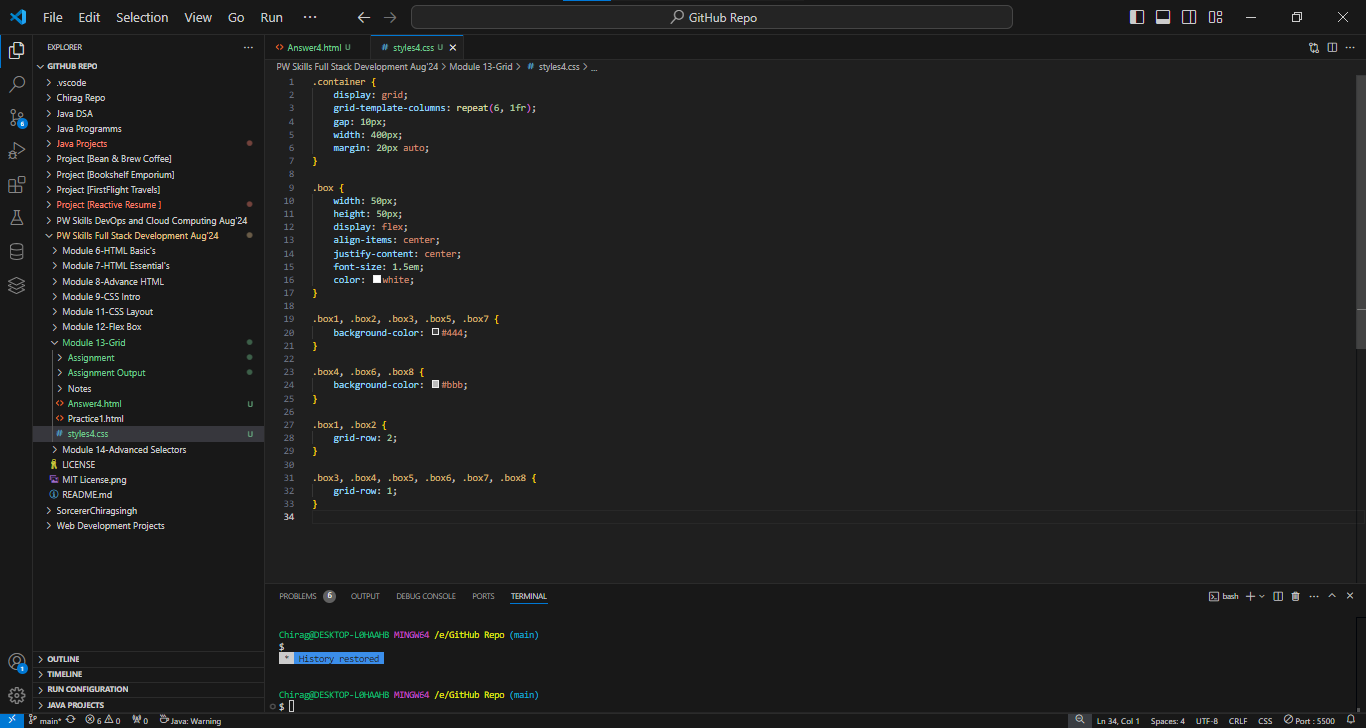 File Edit Selection View Go Run ··· GitHub Repo
EXPLORER ···
GITHUB REPO
.vscode
Chirag Repo
Java DSA
Java Programms
Java Projects
Project [Bean & Brew Coffee]
Project [Bookshelf Emporium]
Project [FirstFlight Travels]
Project [Reactive Resume ]
PW Skills DevOps and Cloud Computing Aug'24
PW Skills Full Stack Development Aug'24
Module 6-HTML Basic's
Module 7-HTML Essential's
Module 8-Advance HTML
Module 9-CSS Intro
Module 11-CSS Layout
Module 12-Flex Box
Module 13-Grid
Assignment
Assignment Output
Notes
Answer4.html U
Practice1.html
styles4.css U
Module 14-Advanced Selectors
LICENSE
MIT License.png
README.md
SorcererChiragsingh
Web Development Projects
OUTLINE
TIMELINE
RUN CONFIGURATION
JAVA PROJECTS
6
1
Answer4.html U # styles4.css U
PW Skills Full Stack Development Aug'24 > Module 13-Grid > # styles4.css > ...
1 .container {
2 display: grid;
3 grid-template-columns: repeat(6, 1fr);
4 gap: 10px;
5 width: 400px;
6 margin: 20px auto;
7 }
8
9 .box {
10 width: 50px;
11 height: 50px;
12 display: flex;
13 align-items: center;
14 justify-content: center;
15 font-size: 1.5em;
16 color: white;
17 }
18
19 .box1, .box2, .box3, .box5, .box7 {
20 background-color: #444;
21 }
22
23 .box4, .box6, .box8 {
24 background-color: #bbb;
25 }
26
27 .box1, .box2 {
28 grid-row: 2;
29 }
30
31 .box3, .box4, .box5, .box6, .box7, .box8 {
32 grid-row: 1;
33 }
34
PROBLEMS 6 OUTPUT DEBUG CONSOLE PORTS TERMINAL bash
Chirag@DESKTOP-L0HAAHB MINGW64 /e/GitHub Repo (main)
$
* History restored
Chirag@DESKTOP-L0HAAHB MINGW64 /e/GitHub Repo (main)
$
main* 6 0 0 Java: Warning Ln 34, Col 1 Spaces: 4 UTF-8 CRLF CSS Port : 5500